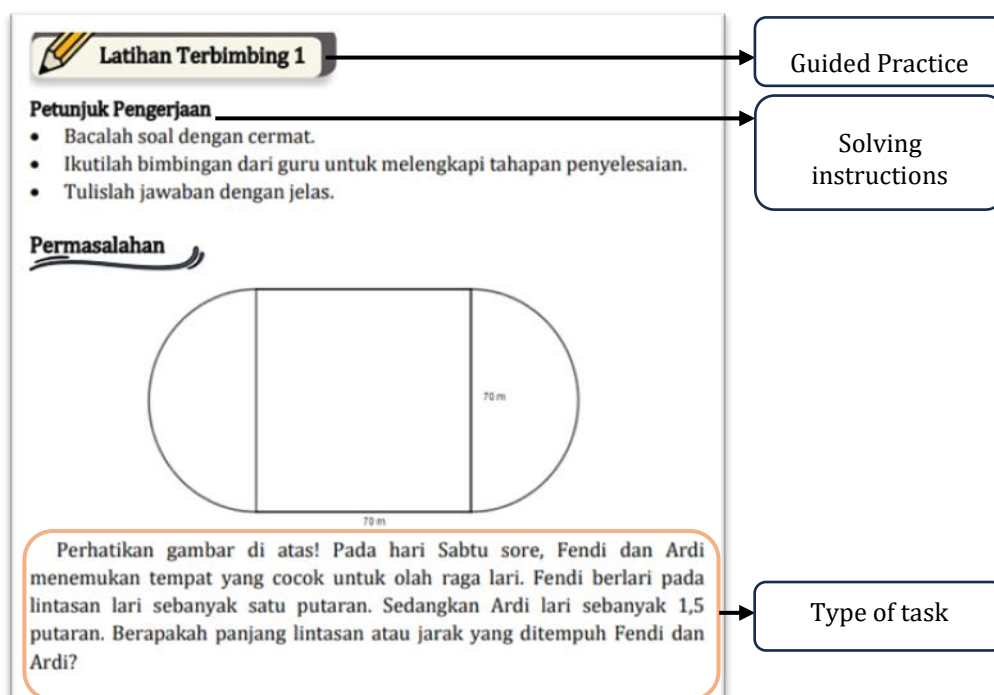 Latihan Terbimbing 1
Guided Practice
Petunjuk Pengerjaan
• Bacalah soal dengan cermat.
• Ikutilah bimbingan dari guru untuk melengkapi tahapan penyelesaian.
• Tulislah jawaban dengan jelas.
Solving
instructions
Permasalahan
70 m
70 m
Perhatikan gambar di atas! Pada hari Sabtu sore, Fendi dan Ardi
menemukan tempat yang cocok untuk olah raga lari. Fendi berlari pada
lintasan lari sebanyak satu putaran. Sedangkan Ardi lari sebanyak 1,5
putaran. Berapakah panjang lintasan atau jarak yang ditempuh Fendi dan
Ardi?
Type of task